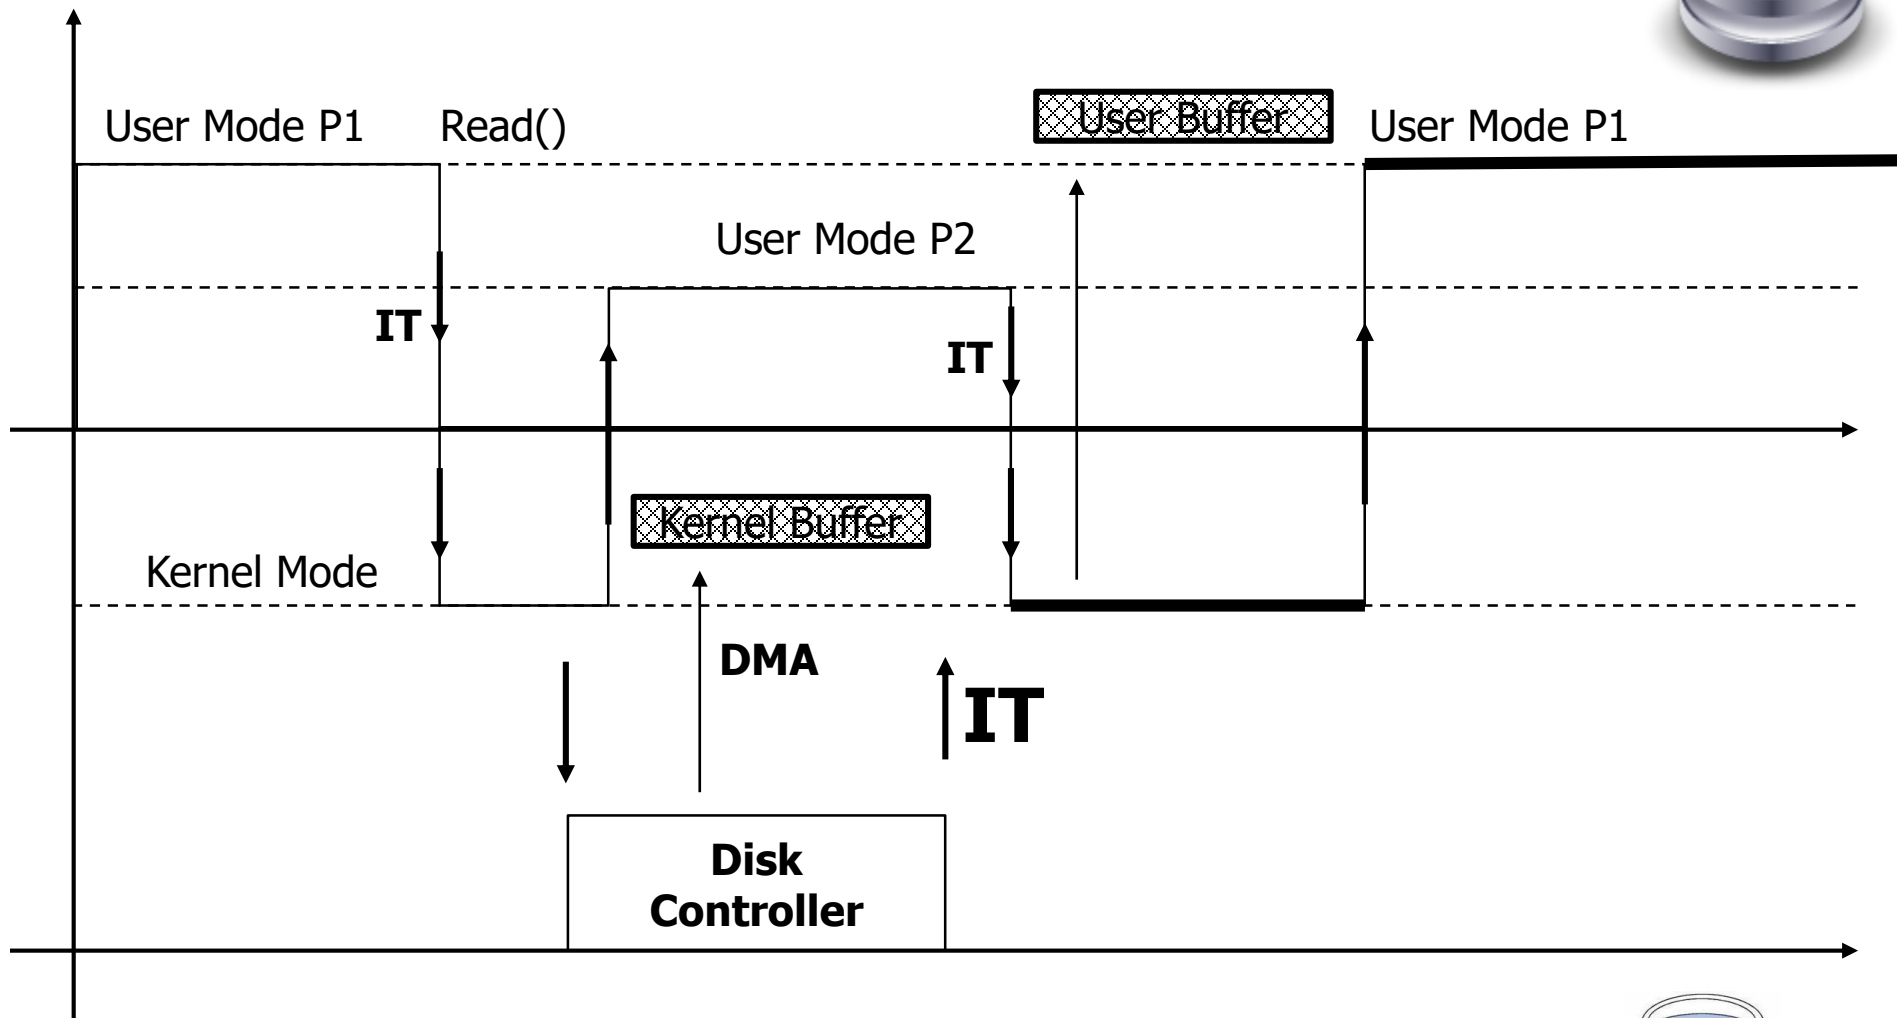 User Mode P1
Read()
User Buffer
User Mode P1
User Mode P2
IT
IT
Kernel Buffer
Kernel Mode
DMA
IT
Disk
Controller